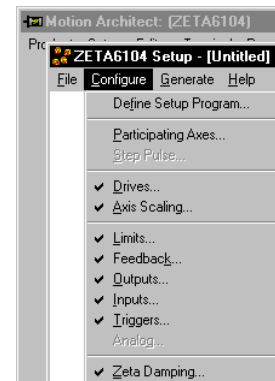 Motion Architect: [ZETA6104)
ZETA6104 Setup - [Untitled]
File Configure Generate Help
Define Setup Program...
Participating Axes...
Step Pulse...
Drives...
Axis Scaling...
Limits...
Feedback...
Outputs...
Inputs...
Triggers...
Analog...
Zeta Damping...